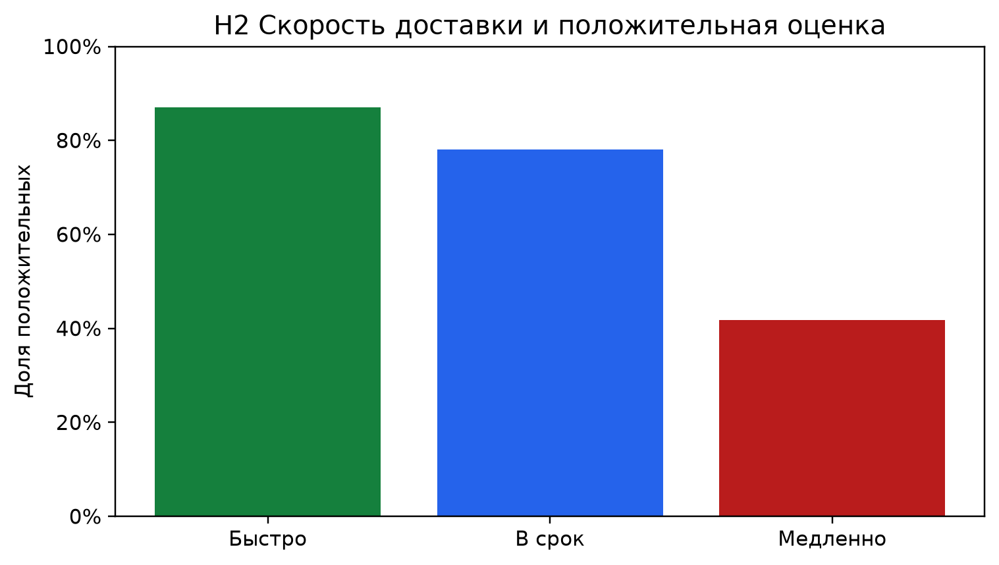 H2 Скорость доставки и положительная оценка
100%
80%
60%
40%
20%
0%
Доля положительных
Быстро
В срок
Медленно